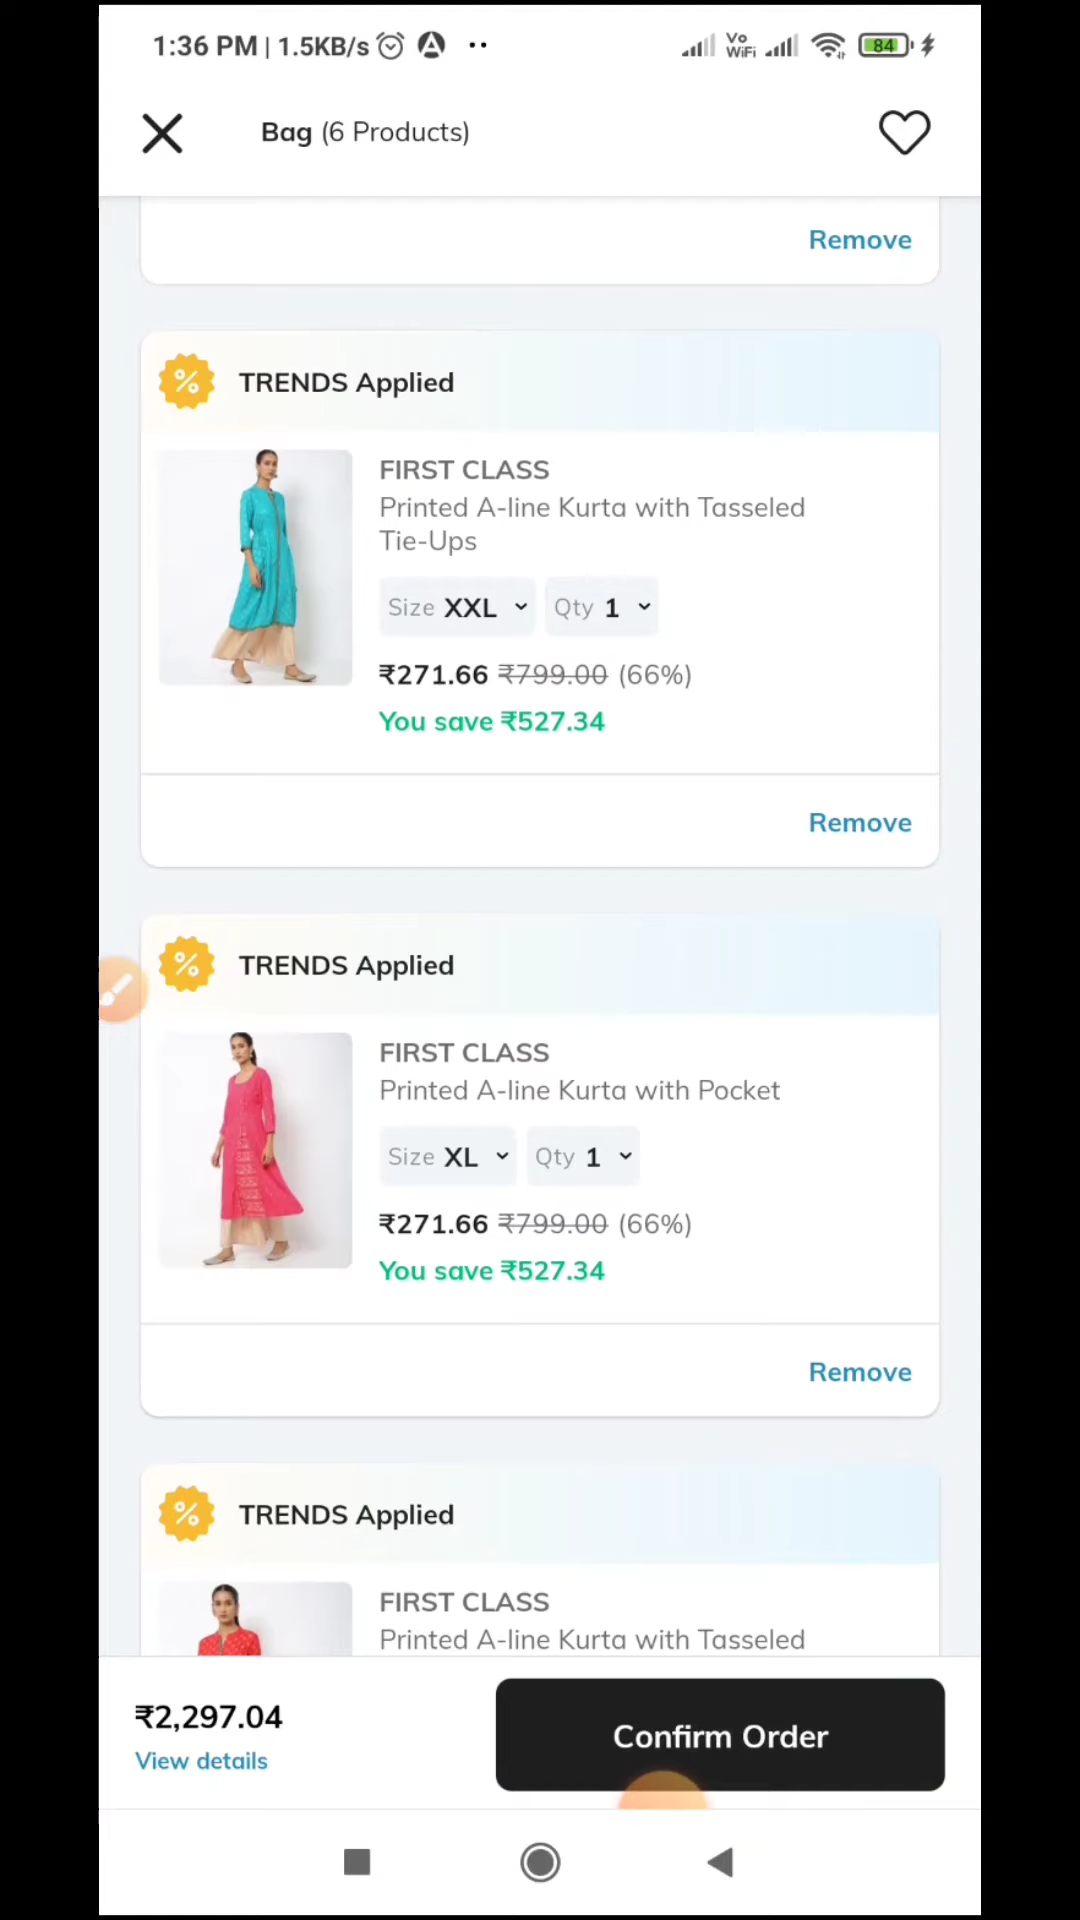 1:36 PM | 1.5KB/s
Vo WiFi
84
Bag (6 Products)
Remove
TRENDS Applied
FIRST CLASS
Printed A-line Kurta with Tasseled
Tie-Ups
Size XXL Qty 1
₹271.66 ₹799.00 (66%)
You save ₹527.34
Remove
TRENDS Applied
FIRST CLASS
Printed A-line Kurta with Pocket
Size XL Qty 1
₹271.66 ₹799.00 (66%)
You save ₹527.34
Remove
TRENDS Applied
FIRST CLASS
Printed A-line Kurta with Tasseled
₹2,297.04
View details
Confirm Order